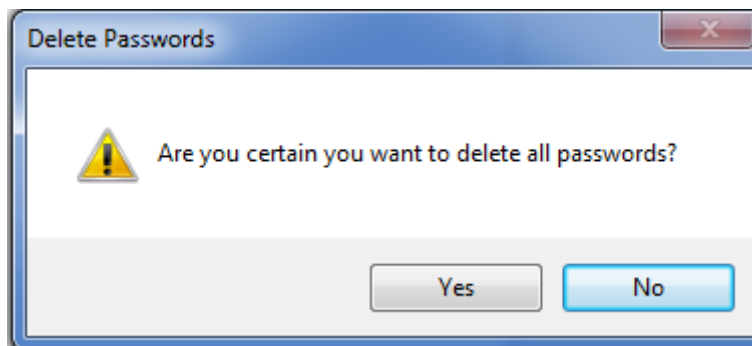 Delete Passwords
Are you certain you want to delete all passwords?
Yes
No